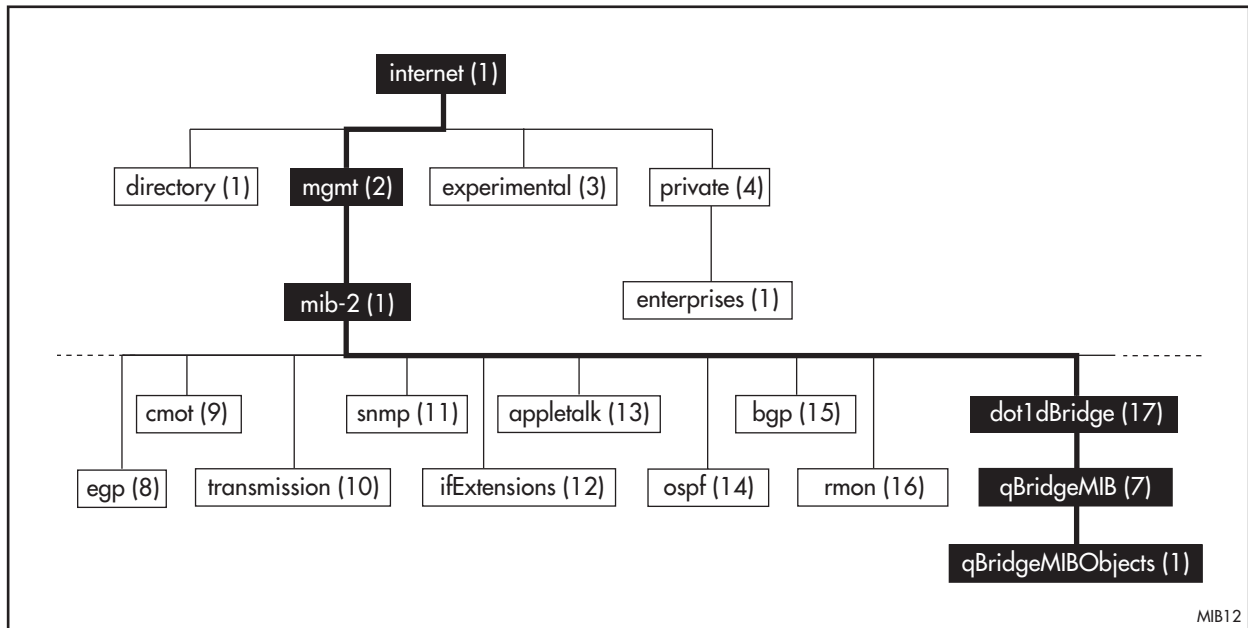 internet (1)
directory (1) mgmt (2) experimental (3) private (4)
mib-2 (1) enterprises (1)
cmot (9) snmp (11) appletalk (13) bgp (15) dot1dBridge (17)
egp (8) transmission (10) ifExtensions (12) ospf (14) rmon (16) qBridgeMIB (7)
qBridgeMIBObjects (1)
MIB12